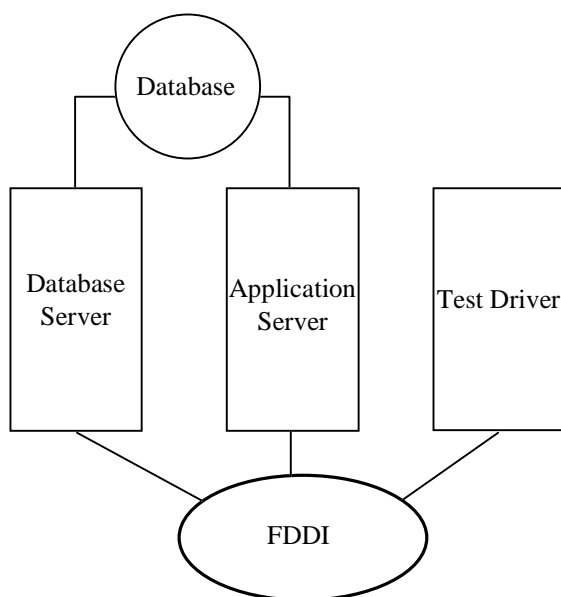 Database
Database
Server
Application
Server
Test Driver
FDDI